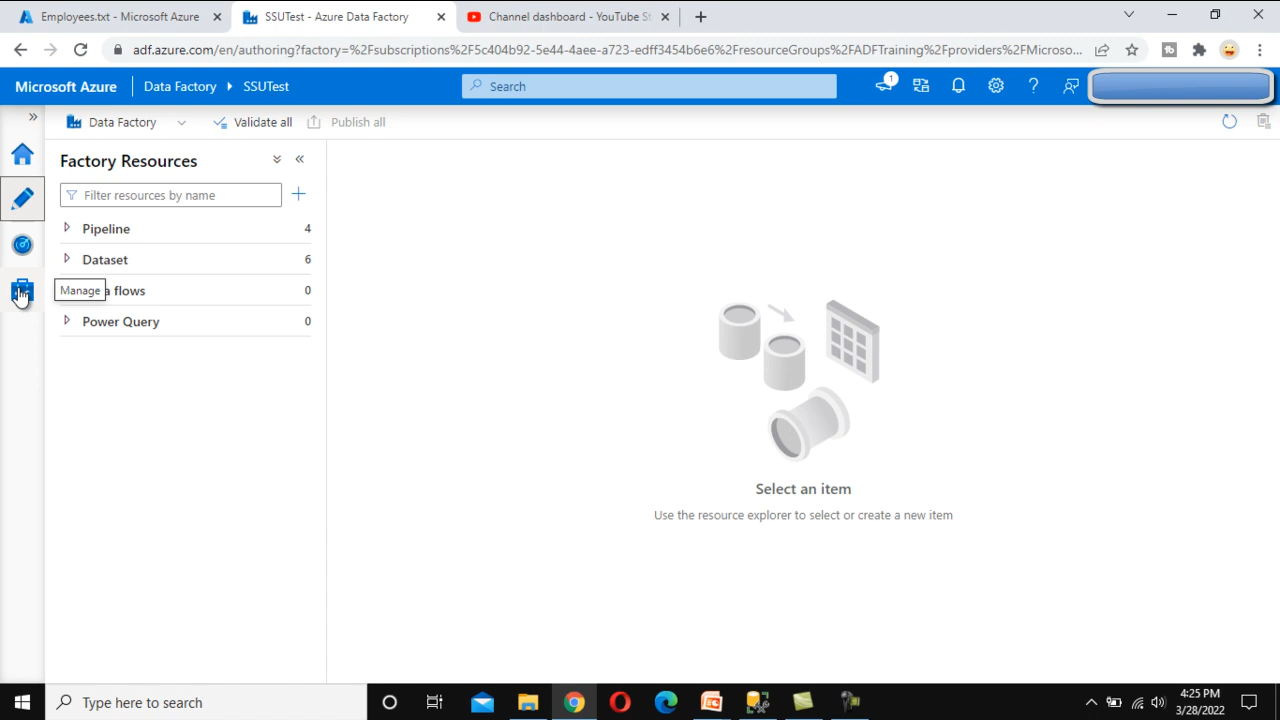 Employees.txt - Microsoft Azure
SSUTest - Azure Data Factory
Channel dashboard - YouTube St
adf.azure.com/en/authoring?factory=%2Fsubscriptions%2F5c404b92-5e44-4aee-a723-edff3454b6e6%2FresourceGroups%2FADFTraining%2Fproviders%2FMicroso...
Microsoft Azure
Data Factory
SSUTest
Search
1
Data Factory
Validate all
Publish all
Factory Resources
Filter resources by name
Pipeline 4
Dataset 6
Manage
a flows 0
Power Query 0
Select an item
Use the resource explorer to select or create a new item
Type here to search
4:25 PM
3/28/2022